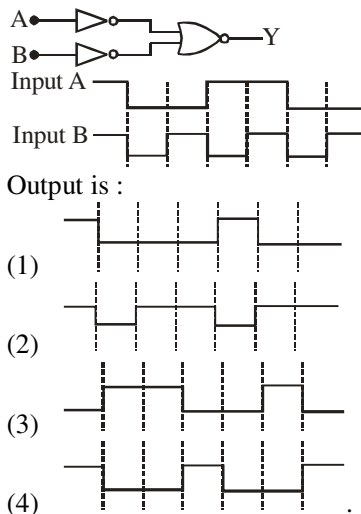 A
B
Y
Input A
Input B
Output is :
(1)
(2)
(3)
(4)
.